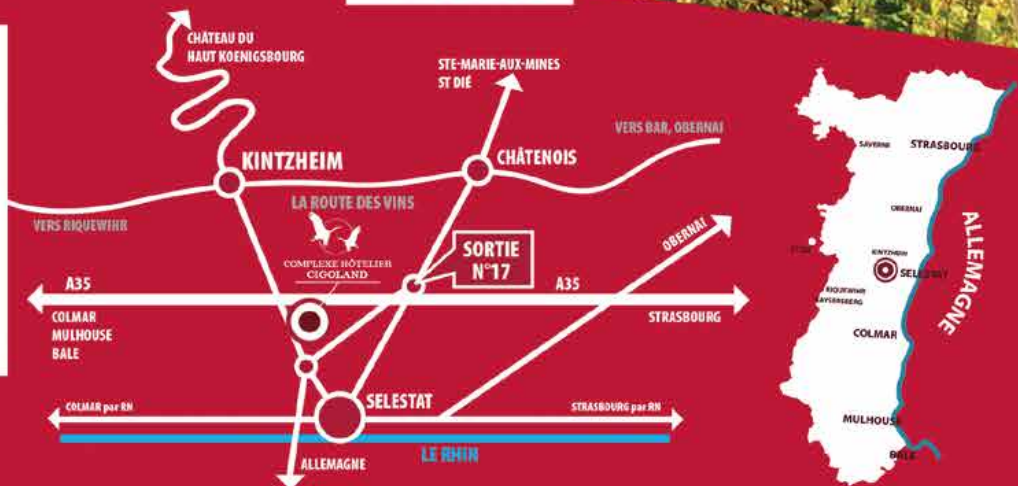 CHÂTEAU DU
HAUT KOENIGSBOURG
STE-MARIE-AUX-MINES
ST DIÉ
VERS BAR, OBERNAI
KINTZHEIM
CHÂTENOIS
LA ROUTE DES VINS
VERS RIQUEWIHR
COMPLEXE HÔTELIER
CIGOLAND
SORTIE
N°17
OBERNAI
A35
A35
COLMAR
MULHOUSE
BALE
STRASBOURG
SELESTAT
COLMAR par RN
STRASBOURG par RN
LE RHIN
ALLEMAGNE
SAVERNE
STRASBOURG
OBERNAI
KINTZHEIM
SELESTAT
RIQUEWIHR
KAYSERSBERG
COLMAR
MULHOUSE
BALE
ALLEMAGNE